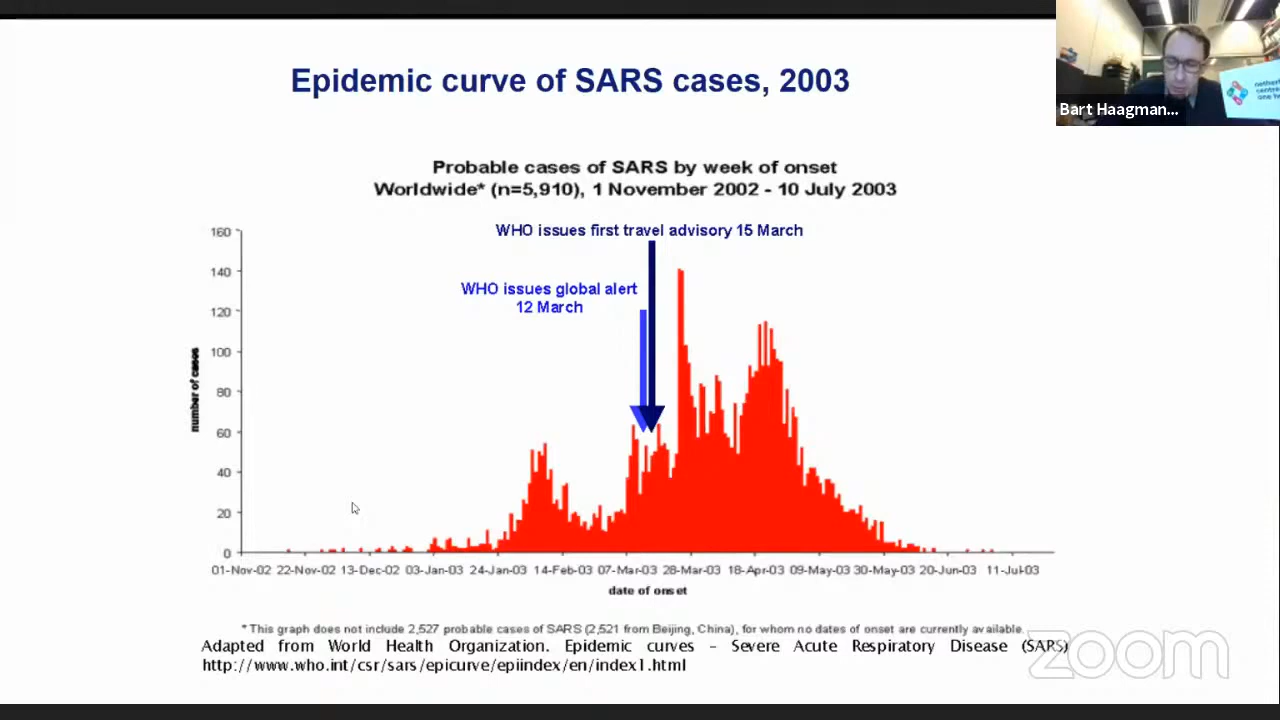 Epidemic curve of SARS cases, 2003
Bart Haagman...
Probable cases of SARS by week of onset
Worldwide* (n=5,910), 1 November 2002 - 10 July 2003
WHO issues first travel advisory 15 March
WHO issues global alert
12 March
number of cases
160
140
120
100
80
60
40
20
0
01-Nov-02 22-Nov-02 13-Dec-02 03-Jan-03 24-Jan-03 14-Feb-03 07-Mar-03 28-Mar-03 18-Apr-03 09-May-03 30-May-03 20-Jun-03 11-Jul-03
date of onset
* This graph does not include 2,527 probable cases of SARS (2,521 from Beijing, China), for whom no dates of onset are currently available.
Adapted from World Health Organization. Epidemic curves – Severe Acute Respiratory Disease (SARS)
http://www.who.int/csr/sars/epicurve/epiindex/en/index1.html
zoom